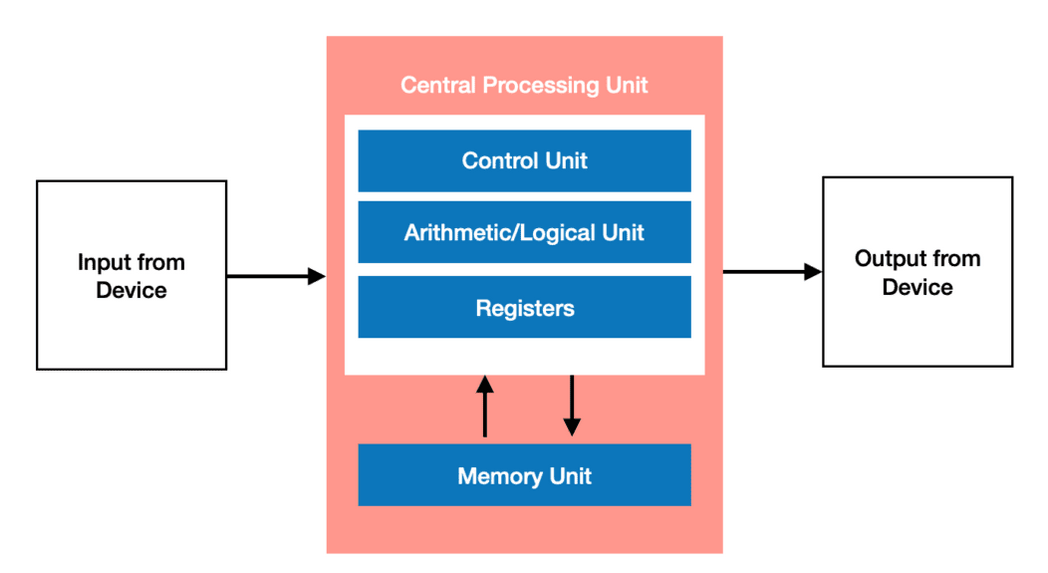 Central Processing Unit
Control Unit
Arithmetic/Logical Unit
Registers
Memory Unit
Input from
Device
Output from
Device